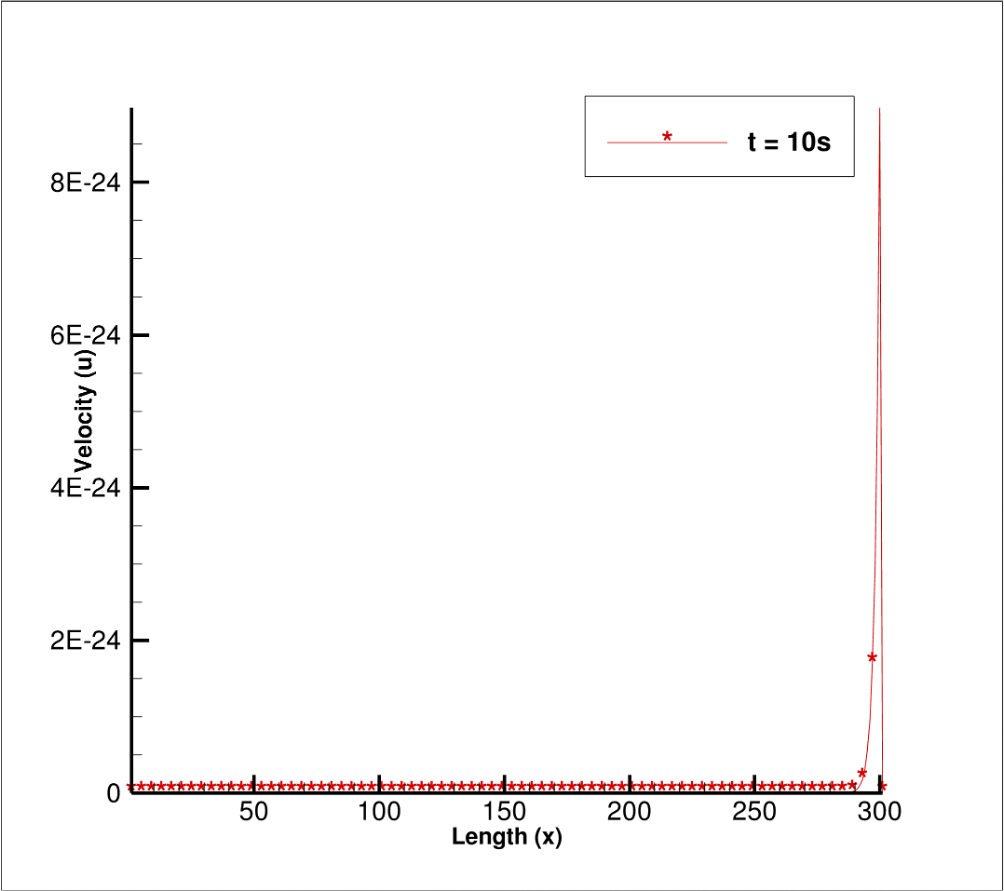 t = 10s
8E-24
6E-24
Velocity (u)
4E-24
2E-24
0
50
100
150
200
250
300
Length (x)